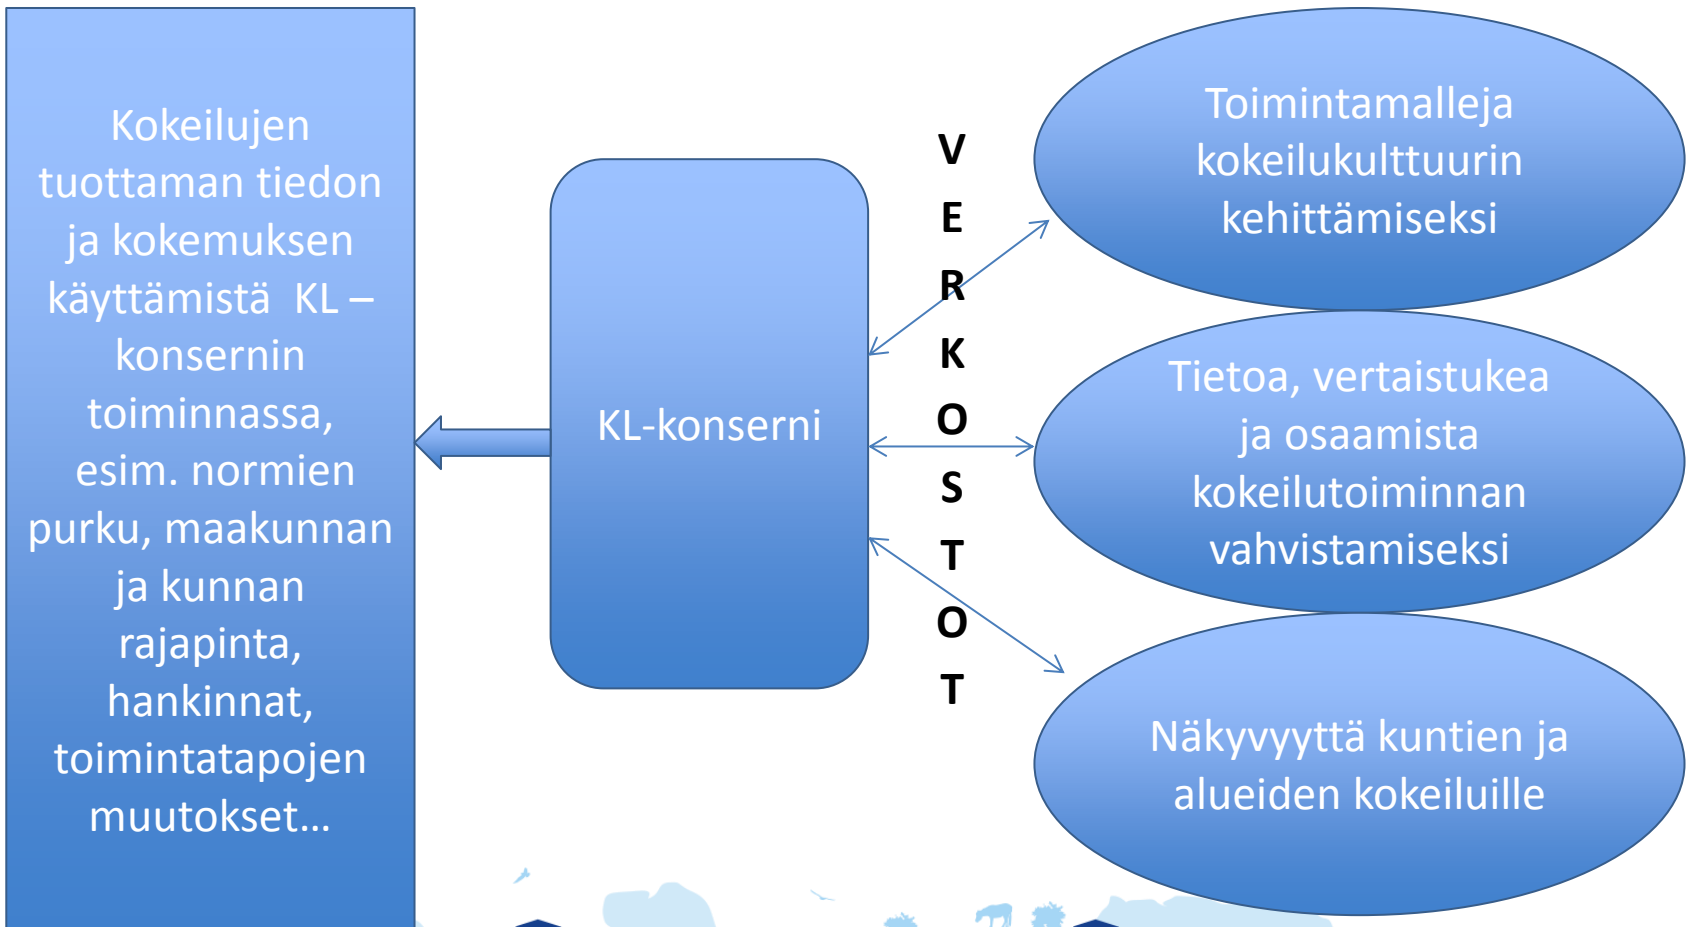 Kokeilujen
tuottaman tiedon
ja kokemuksen
käyttämistä  KL –
konsernin
toiminnassa,
esim. normien
purku, maakunnan
ja kunnan
rajapinta,
hankinnat,
toimintatapojen
muutokset…
KL-konserni
V
E
R
K
O
S
T
O
T
Toimintamalleja
kokeilukulttuurin
kehittämiseksi
Tietoa, vertaistukea
ja osaamista
kokeilutoiminnan
vahvistamiseksi
Näkyvyyttä kuntien ja
alueiden kokeiluille